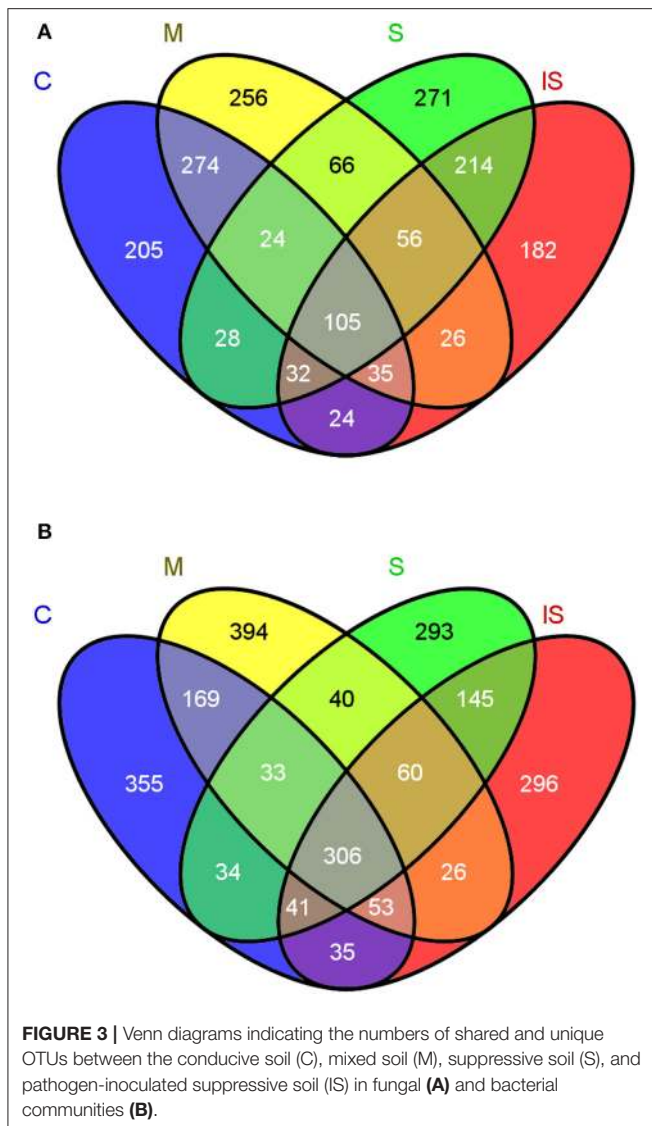 A
M
S
C
IS
256
271
274
66
214
205
24
56
182
28
105
26
32
35
24
B
M
S
C
IS
394
293
169
40
145
355
33
60
296
34
306
26
41
53
35
FIGURE 3 | Venn diagrams indicating the numbers of shared and unique
OTUs between the conducive soil (C), mixed soil (M), suppressive soil (S), and
pathogen-inoculated suppressive soil (IS) in fungal (A) and bacterial
communities (B).